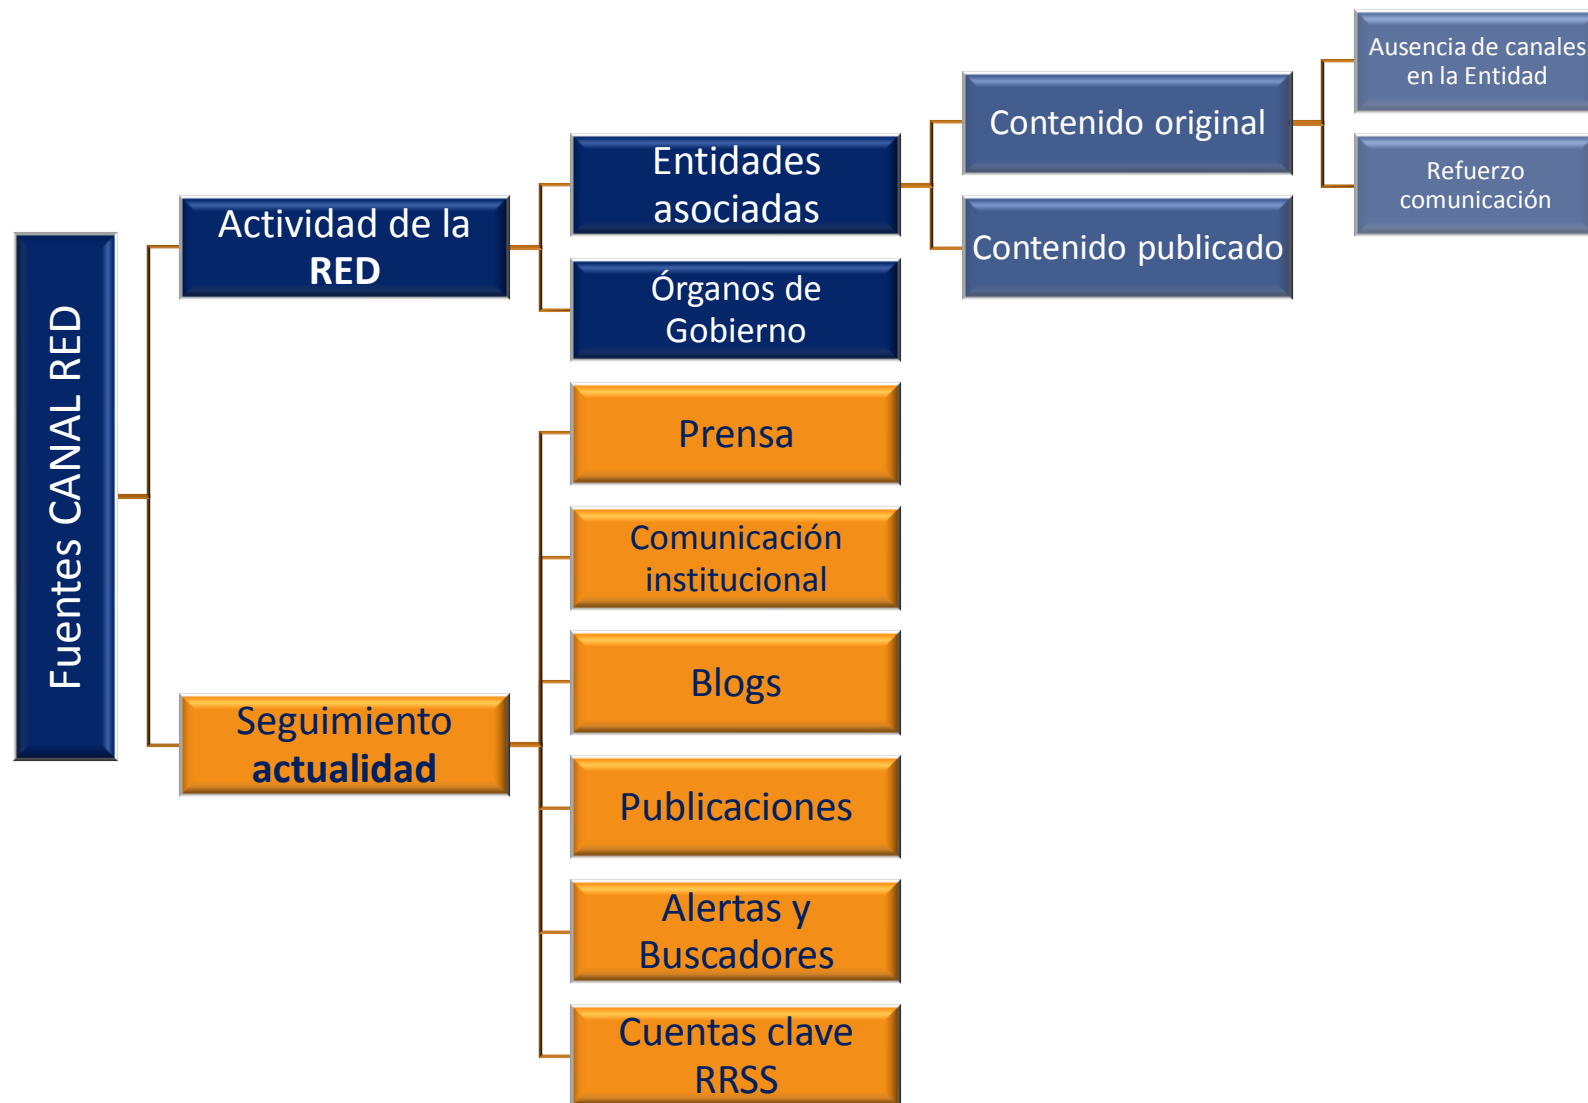 Fuentes CANAL RED
Actividad de la
RED
Entidades
asociadas
Contenido original
Ausencia de canales
en la Entidad
Refuerzo
comunicación
Contenido publicado
Órganos de
Gobierno
Seguimiento
actualidad
Prensa
Comunicación
institucional
Blogs
Publicaciones
Alertas y
Buscadores
Cuentas clave
RRSS